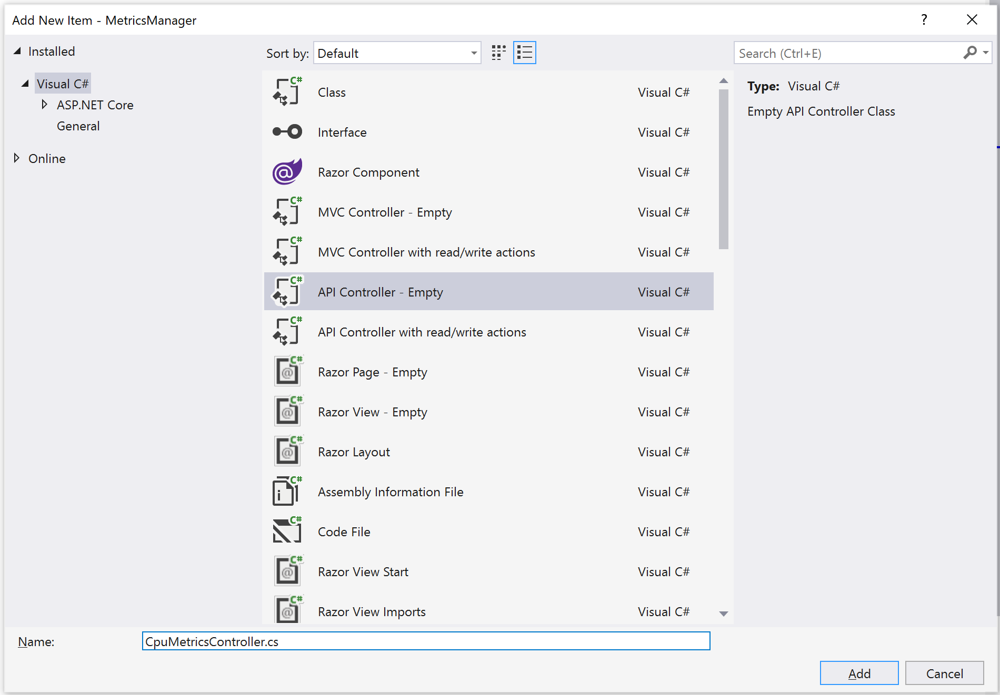 Add New Item - MetricsManager
?
Installed
Visual C#
ASP.NET Core
General
Online
Sort by: Default
Search (Ctrl+E)
C# Class Visual C#
Interface Visual C#
@ Razor Component Visual C#
C# MVC Controller - Empty Visual C#
C# MVC Controller with read/write actions Visual C#
C# API Controller - Empty Visual C#
C# API Controller with read/write actions Visual C#
C# @ Razor Page - Empty Visual C#
C# @ Razor View - Empty Visual C#
C# @ Razor Layout Visual C#
C# i Assembly Information File Visual C#
C# Code File Visual C#
C# @ Razor View Start Visual C#
C# @ Razor View Imports Visual C#
Type: Visual C#
Empty API Controller Class
Name: CpuMetricsController.cs
Add Cancel